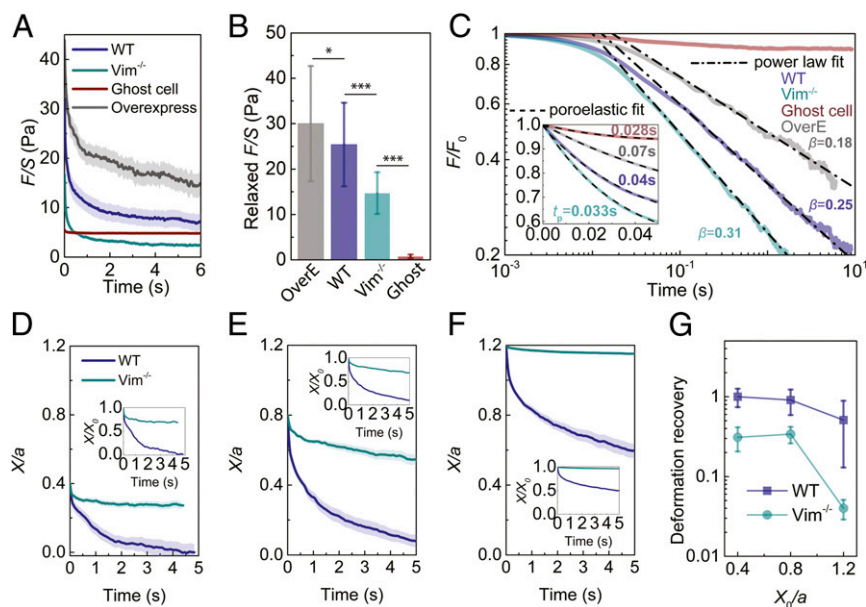 A
F/S (Pa)
40
30
20
10
0
0 2 4 6
Time (s)
WT
Vim-/-
Ghost cell
Overexpress
B
Relaxed F/S (Pa)
40
30
20
10
0
*
***
***
OverE WT Vim-/- Ghost
C
F/F0
1
0.8
0.6
0.4
0.2
10-3 10-1 10
Time (s)
power law fit
WT
Vim-/-
Ghost cell
OverE
β=0.18
β=0.25
β=0.31
poroelastic fit
1.0
0.9
0.8
0.7
0.6
0.00 0.02 0.04
0.028s
0.07s
0.04s
tp=0.033s
D
X/a
1.2
0.8
0.4
0.0
0 1 2 3 4 5
Time (s)
WT
Vim-/-
X/X0
1.0
0.5
0.0
0 1 2 3 4 5
Time (s)
E
X/a
1.2
0.8
0.4
0.0
0 1 2 3 4 5
Time (s)
X/X0
1.0
0.5
0.0
0 1 2 3 4 5
Time (s)
F
X/a
1.2
0.8
0.4
0.0
0 1 2 3 4 5
Time (s)
X/X0
1.0
0.5
0.0
0 1 2 3 4 5
Time (s)
G
Deformation recovery
1
0.1
0.01
0.4 0.8 1.2
X0/a
WT
Vim-/-